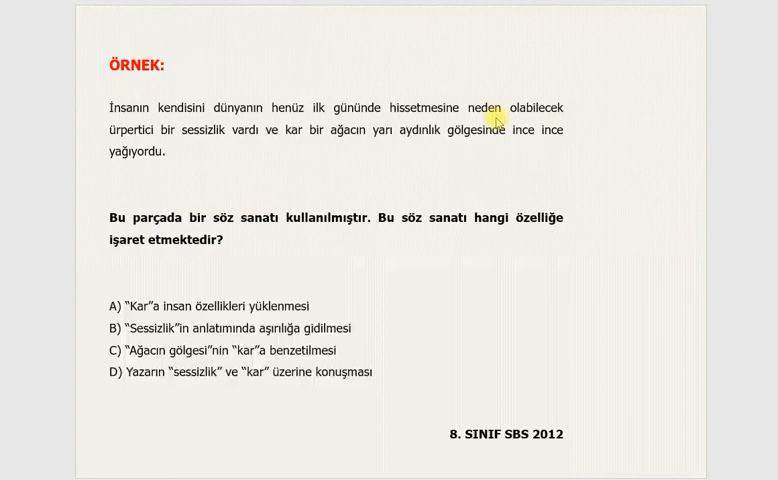 ÖRNEK:
İnsanın kendisini dünyanın henüz ilk gününde hissetmesine neden olabilecek
ürpertici bir sessizlik vardı ve kar bir ağacın yarı aydınlık gölgesinde ince ince
yağıyordu.
Bu parçada bir söz sanatı kullanılmıştır. Bu söz sanatı hangi özelliğe
işaret etmektedir?
A) “Kar”a insan özellikleri yüklenmesi
B) “Sessizlik”in anlatımında aşırılığa gidilmesi
C) “Ağacın gölgesi”nin “kar”a benzetilmesi
D) Yazarın “sessizlik” ve “kar” üzerine konuşması
8. SINIF SBS 2012